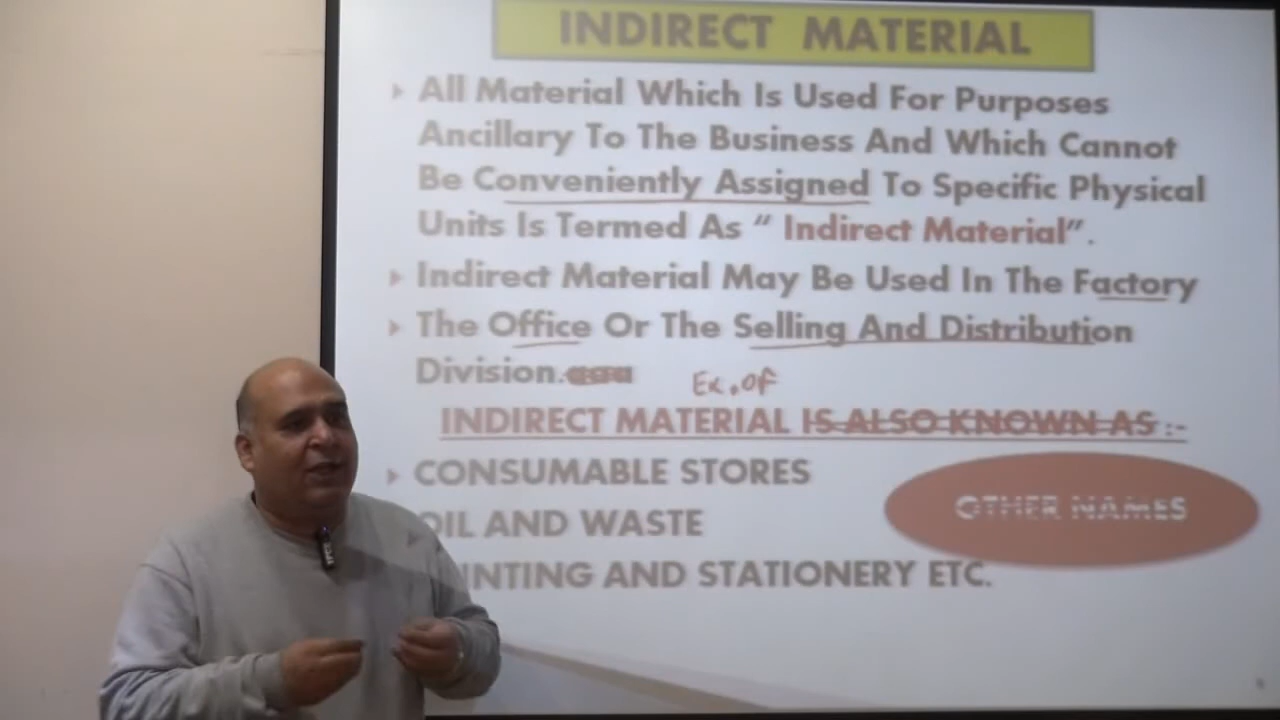 INDIRECT MATERIAL
All Material Which Is Used For Purposes
Ancillary To The Business And Which Cannot
Be Conveniently Assigned To Specific Physical
Units Is Termed As “ Indirect Material”.
Indirect Material May Be Used In The Factory
The Office Or The Selling And Distribution
Division.
Ex. of
INDIRECT MATERIAL IS ALSO KNOWN AS :-
CONSUMABLE STORES
OTHER NAMES
OIL AND WASTE
INTING AND STATIONERY ETC.